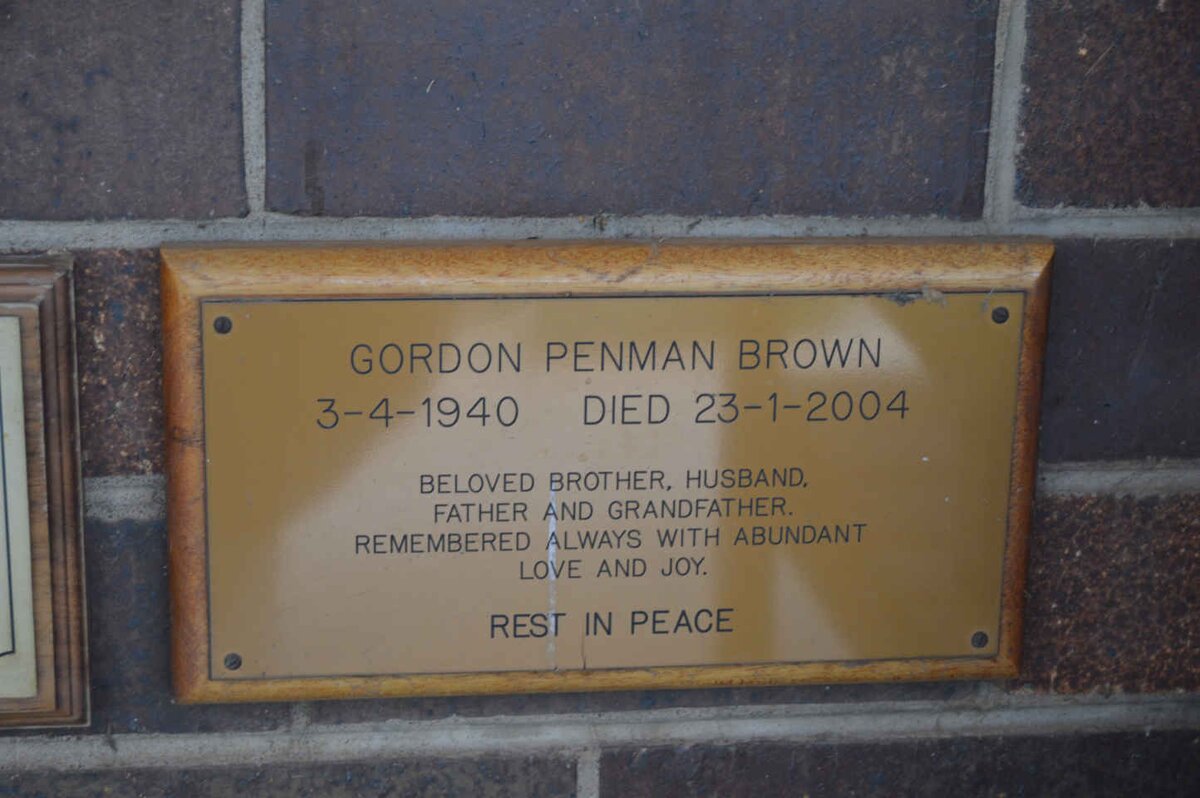 GORDON PENMAN BROWN
3-4-1940 DIED 23-1-2004
BELOVED BROTHER, HUSBAND,
FATHER AND GRANDFATHER.
REMEMBERED ALWAYS WITH ABUNDANT
LOVE AND JOY.
REST IN PEACE